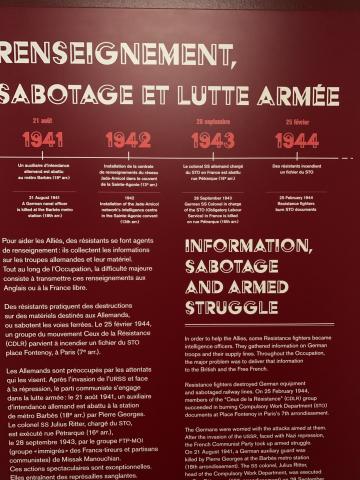 RENSEIGNEMENT,
SABOTAGE ET LUTTE ARMÉE
21 août
1941
1942
28 septembre
1943
25 février
1944
Un auxiliaire d'intendance
allemand est abattu
au métro Barbès (18e arr.)
Installation de la centrale
de renseignements du réseau
Jade-Amicol dans le couvent
de la Sainte-Agonie (13e arr.)
Le colonel SS allemand chargé
du STO en France est abattu
rue Pétrarque (16e arr.)
Des résistants incendient
un fichier du STO
21 August 1941
A German naval officer
is killed at the Barbès metro
station (18th arr.)
1942
Installation of the Jade-Amicol
network's intelligence centre
in the Sainte Agonie convent
(13th arr.)
28 September 1943
German SS Colonel in charge
of the STO (Obligatory Labour
Service) in France is killed
on rue Pétrarque (16th arr.)
25 February 1944
Resistance fighters
burn STO documents
Pour aider les Alliés, des résistants se font agents
de renseignement : ils collectent les informations
sur les troupes allemandes et leur matériel.
Tout au long de l'Occupation, la difficulté majeure
consiste à transmettre ces renseignements aux
Anglais ou à la France libre.
Des résistants pratiquent des destructions
sur des matériels destinés aux Allemands,
ou sabotent les voies ferrées. Le 25 février 1944,
un groupe du mouvement Ceux de la Résistance
(CDLR) parvient à incendier un fichier du STO
place Fontenoy, à Paris (7e arr.).
Les Allemands sont préoccupés par les attentats
qui les visent. Après l'invasion de l'URSS et face
à la répression, le parti communiste s'engage
dans la lutte armée : le 21 août 1941, un auxiliaire
d'intendance allemand est abattu à la station
de métro Barbès (18e arr.) par Pierre Georges.
Le colonel SS Julius Ritter, chargé du STO,
est exécuté rue Pétrarque (16e arr.),
le 28 septembre 1943, par le groupe FTP-MOI
(groupe « immigrés » des Francs-tireurs et partisans
communistes) de Missak Manouchian.
Ces actions spectaculaires sont exceptionnelles.
Elles entraînent des représailles sanglantes.
INFORMATION,
SABOTAGE
AND ARMED
STRUGGLE
In order to help the Allies, some Resistance fighters became
intelligence officers. They gathered information on German
troops and their supply lines. Throughout the Occupation,
the major problem was to deliver that information
to the British and the Free French.
Resistance fighters destroyed German equipment
and sabotaged railway lines. On 25 February 1944,
members of the "Ceux de la Résistance" (CDLR) group
succeeded in burning Compulsory Work Department (STO)
documents at Place Fontenoy in Paris's 7th arrondissement.
The Germans were worried with the attacks aimed at them.
After the invasion of the USSR, faced with Nazi repression,
the French Communist Party took up armed struggle.
On 21 August 1941, a German auxiliary guard was
killed by Pierre Georges at the Barbès metro station
(18th arrondissement). The SS colonel, Julius Ritter,
head of the Compulsory Work Department, was executed